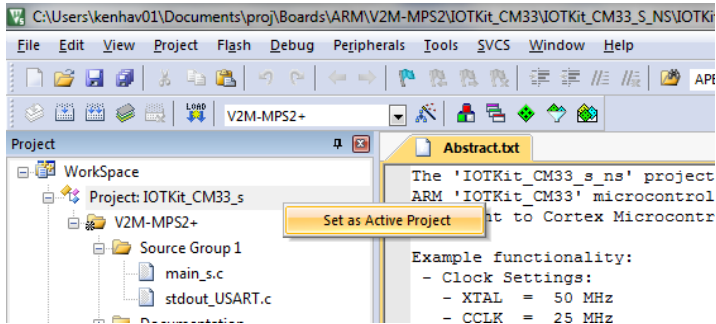 C:\Users\kenhav01\Documents\proj\Boards\ARM\V2M-MPS2\IOTKit_CM33\IOTKit_CM33_S_NS\IOTKi
File Edit View Project Flash Debug Peripherals Tools SVCS Window Help
LOAD V2M-MPS2+
Project
Abstract.txt
WorkSpace
Project: IOTKit_CM33_s
V2M-MPS2+
Source Group 1
main_s.c
stdout_USART.c
Set as Active Project
The 'IOTKit_CM33_s_ns' project
ARM 'IOTKit_CM33' microcontrol
t to Cortex Microcontr
Example functionality:
- Clock Settings:
- XTAL = 50 MHz
- CCLK = 25 MHz